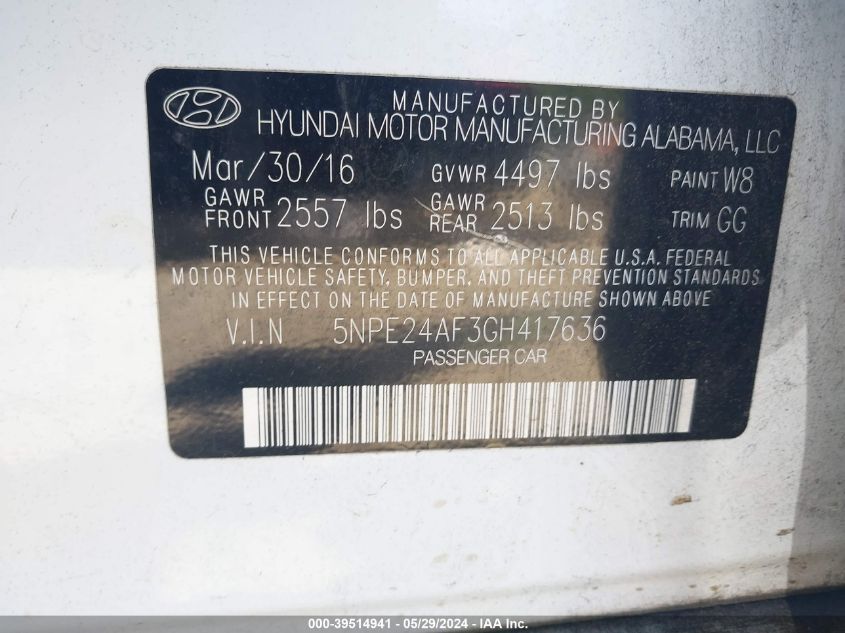 MANUFACTURED BY
HYUNDAI MOTOR MANUFACTURING ALABAMA, LLC
Mar/30/16 GVWR 4497 lbs PAINT W8
GAWR FRONT 2557 lbs GAWR REAR 2513 lbs TRIM GG
THIS VEHICLE CONFORMS TO ALL APPLICABLE U.S.A. FEDERAL
MOTOR VEHICLE SAFETY, BUMPER, AND THEFT PREVENTION STANDARDS
IN EFFECT ON THE DATE OF MANUFACTURE SHOWN ABOVE
V.I.N 5NPE24AF3GH417636
PASSENGER CAR
000-39514941 - 05/29/2024 - IAA Inc.